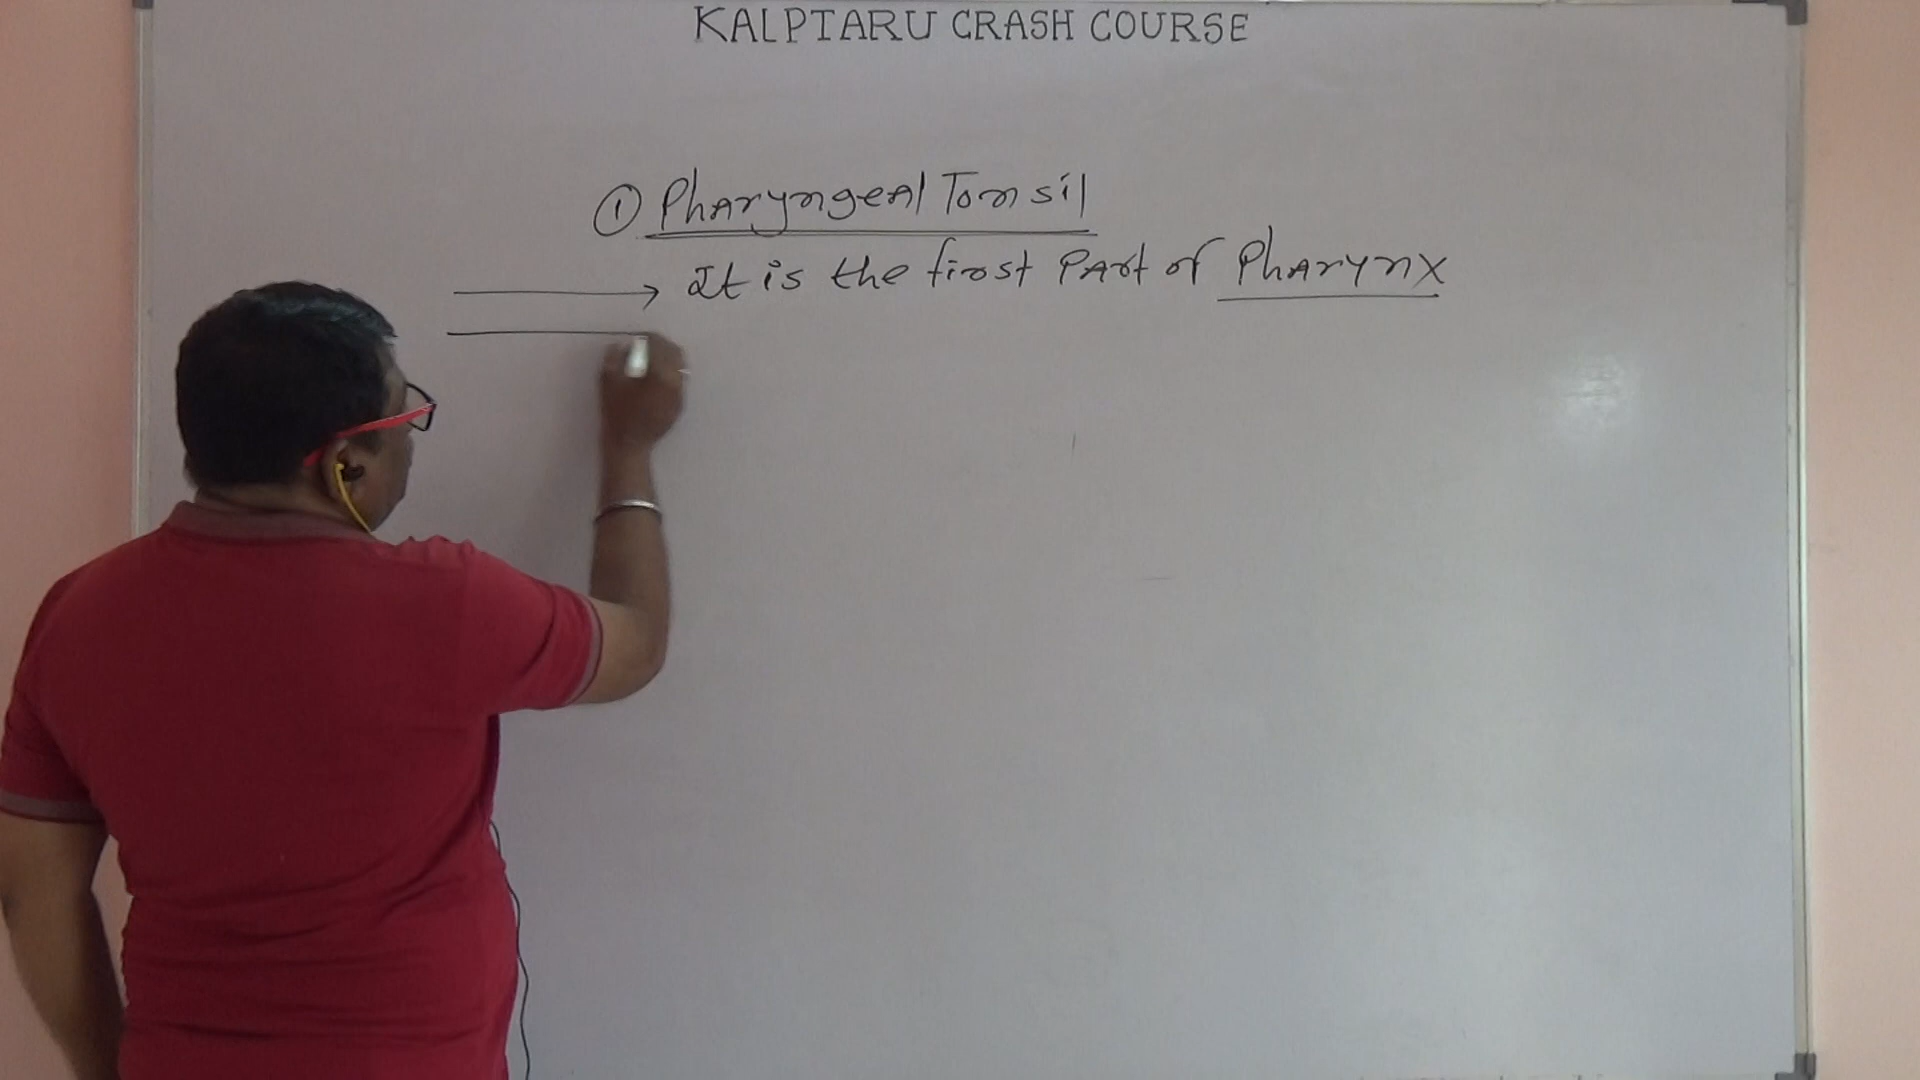 KALPTARU CRASH COURSE
① Pharyngeal Tonsil
→ It is the first Part of Pharynx